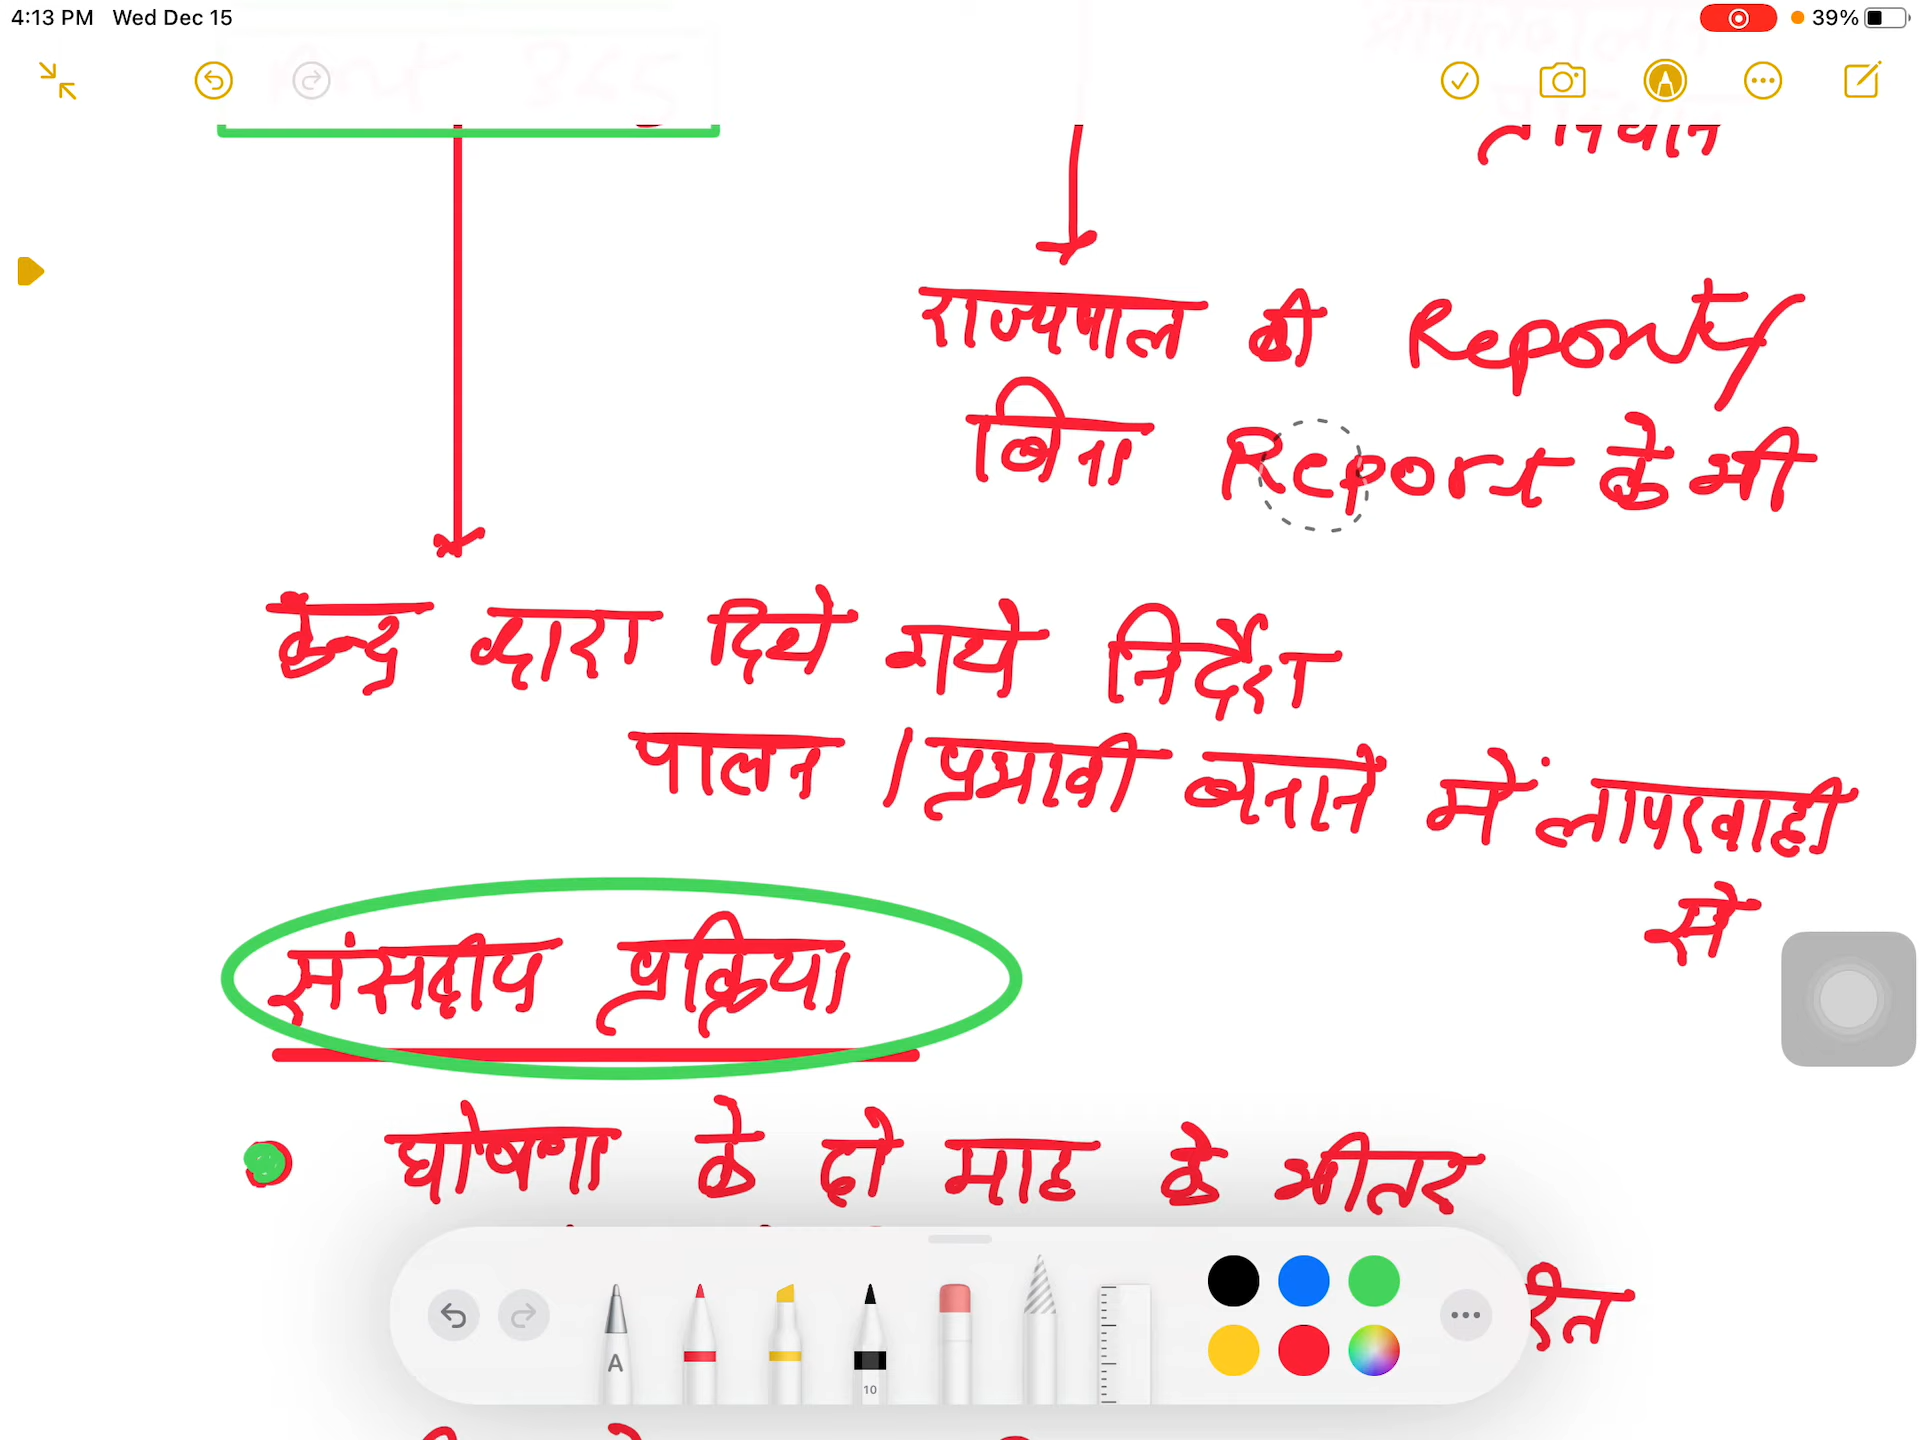 4:13 PM Wed Dec 15
39%
राज्यपाल की Report/
बिना Report के भी
केन्द्र द्वारा दिये गये निर्देश
पालन / प्रभावी बनाने में लापरवाही
से
संसदीय प्रक्रिया
घोषणा के दो माह के भीतर
A
10